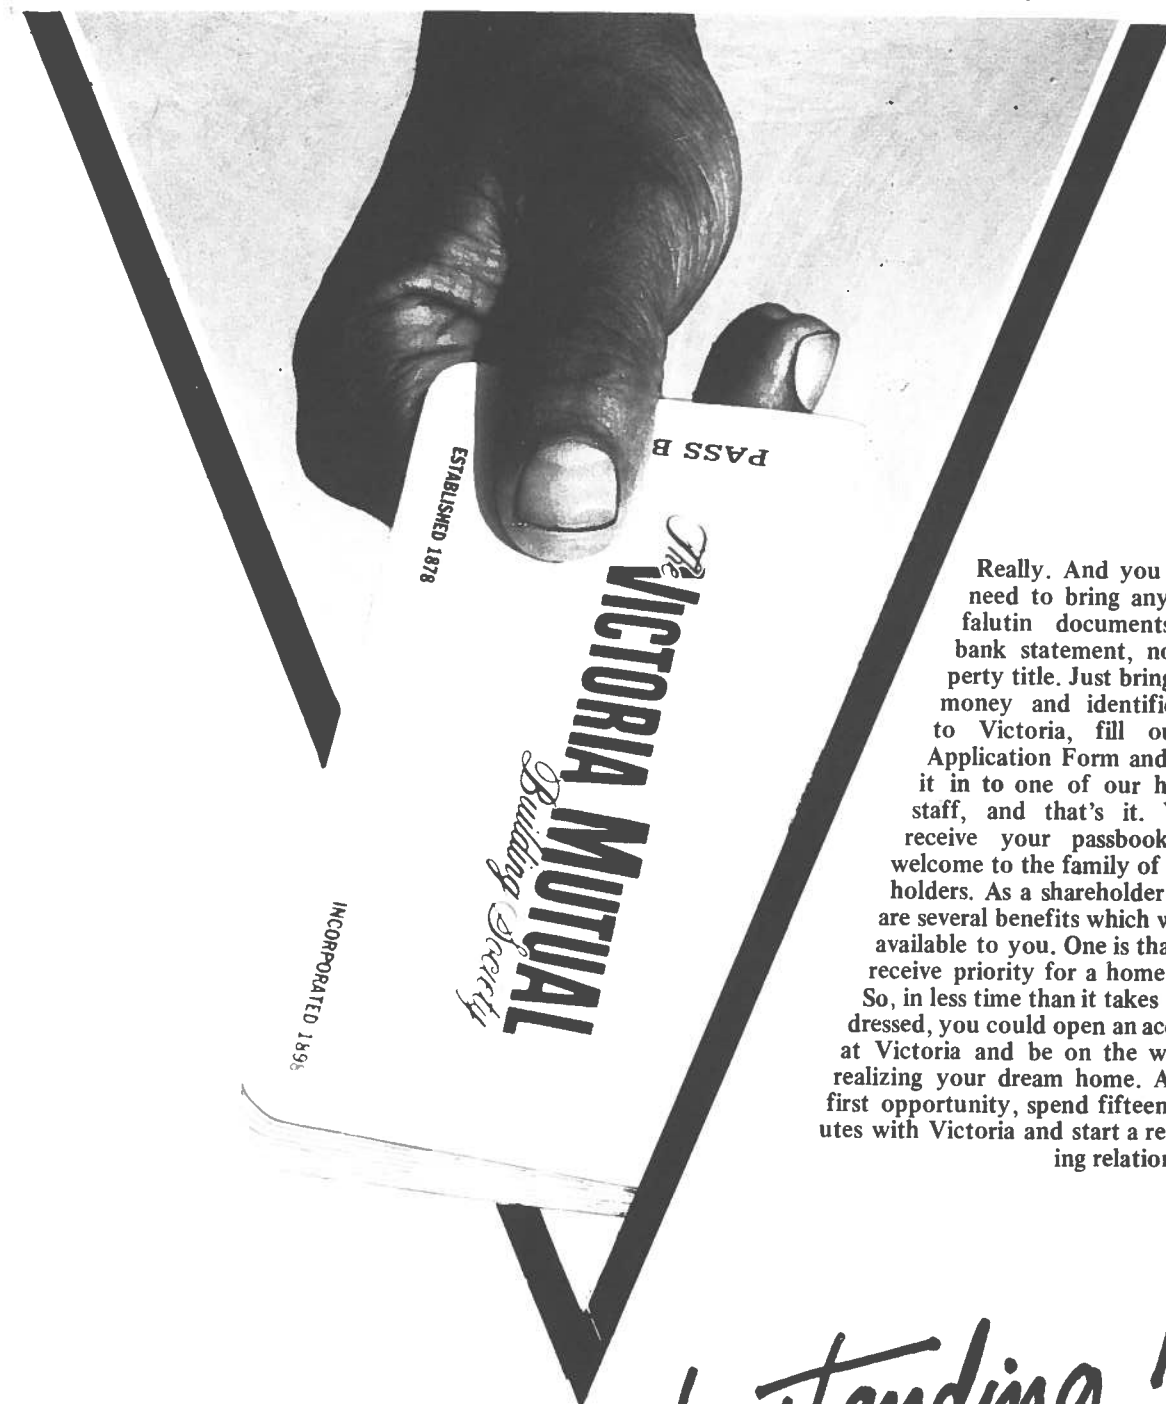 PASS B
ESTABLISHED 1878
The
VICTORIA MUTUAL
Building Society
INCORPORATED 1896
Really. And you
need to bring any
falutin documents
bank statement, no
perty title. Just bring
money and identifi
to Victoria, fill ou
Application Form and
it in to one of our h
staff, and that's it.
receive your passbook
welcome to the family of
holders. As a shareholder
are several benefits which w
available to you. One is tha
receive priority for a home
So, in less time than it takes
dressed, you could open an acc
at Victoria and be on the w
realizing your dream home. A
first opportunity, spend fifteen
utes with Victoria and start a re
ing relation